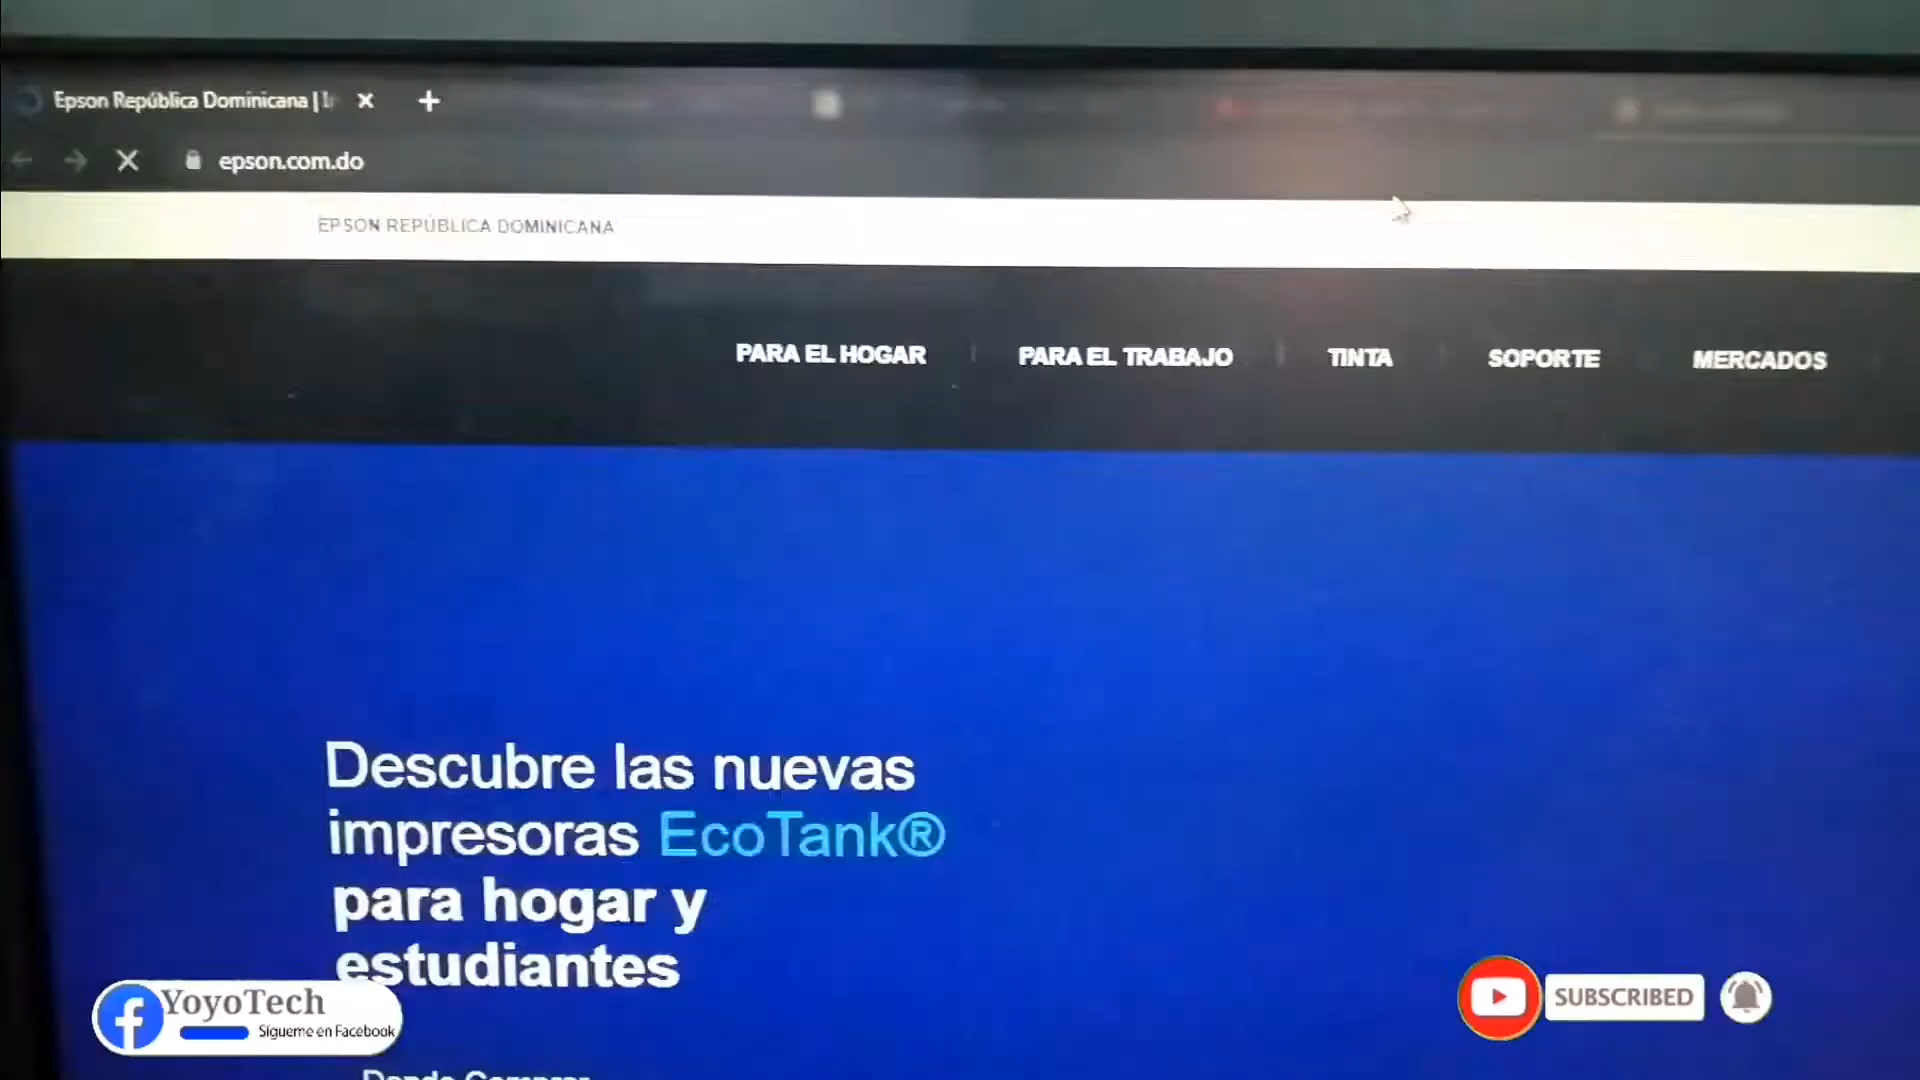 Epson República Dominicana |
epson.com.do
EPSON REPÚBLICA DOMINICANA
PARA EL HOGAR
PARA EL TRABAJO
TINTA
SOPORTE
MERCADOS
Descubre las nuevas
impresoras EcoTank®
para hogar y
estudiantes
YoyoTech
Sígueme en Facebook
SUBSCRIBED